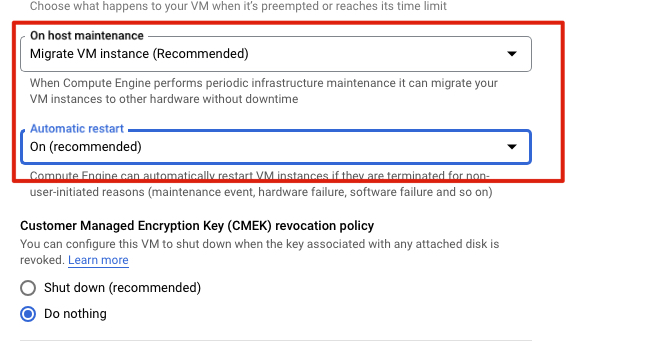 Choose what happens to your VM when it's preempted or reaches its time limit
On host maintenance
Migrate VM instance (Recommended)
When Compute Engine performs periodic infrastructure maintenance it can migrate your
VM instances to other hardware without downtime
Automatic restart
On (recommended)
Compute Engine can automatically restart VM instances if they are terminated for non-
user-initiated reasons (maintenance event, hardware failure, software failure and so on)
Customer Managed Encryption Key (CMEK) revocation policy
You can configure this VM to shut down when the key associated with any attached disk is
revoked. Learn more
Shut down (recommended)
Do nothing